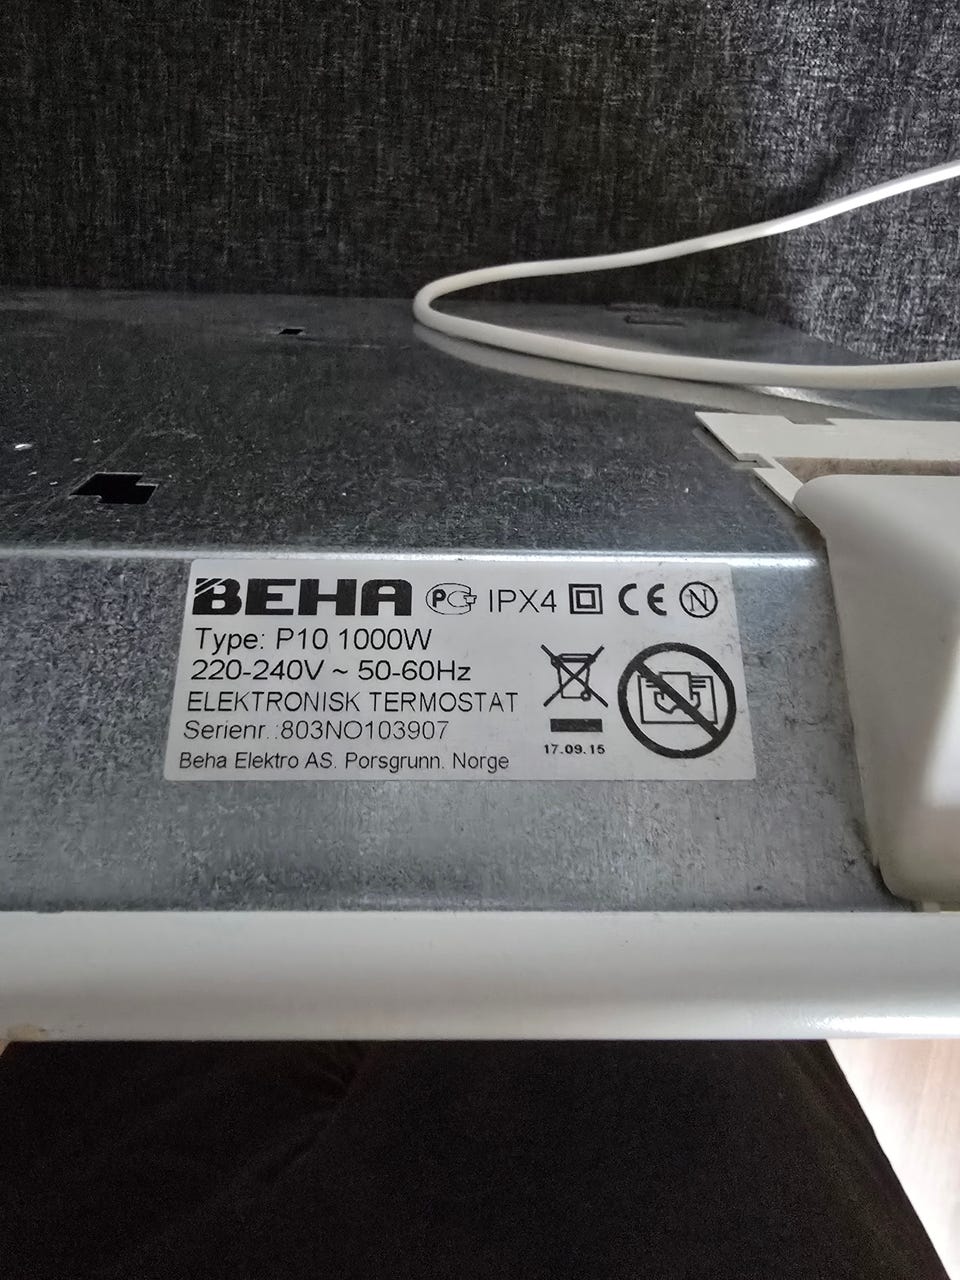 BEHA PG IPX4 CE N
Type: P10 1000W
220-240V ~ 50-60Hz
ELEKTRONISK TERMOSTAT
Serienr.:803NO103907
17.09.15
Beha Elektro AS. Porsgrunn. Norge